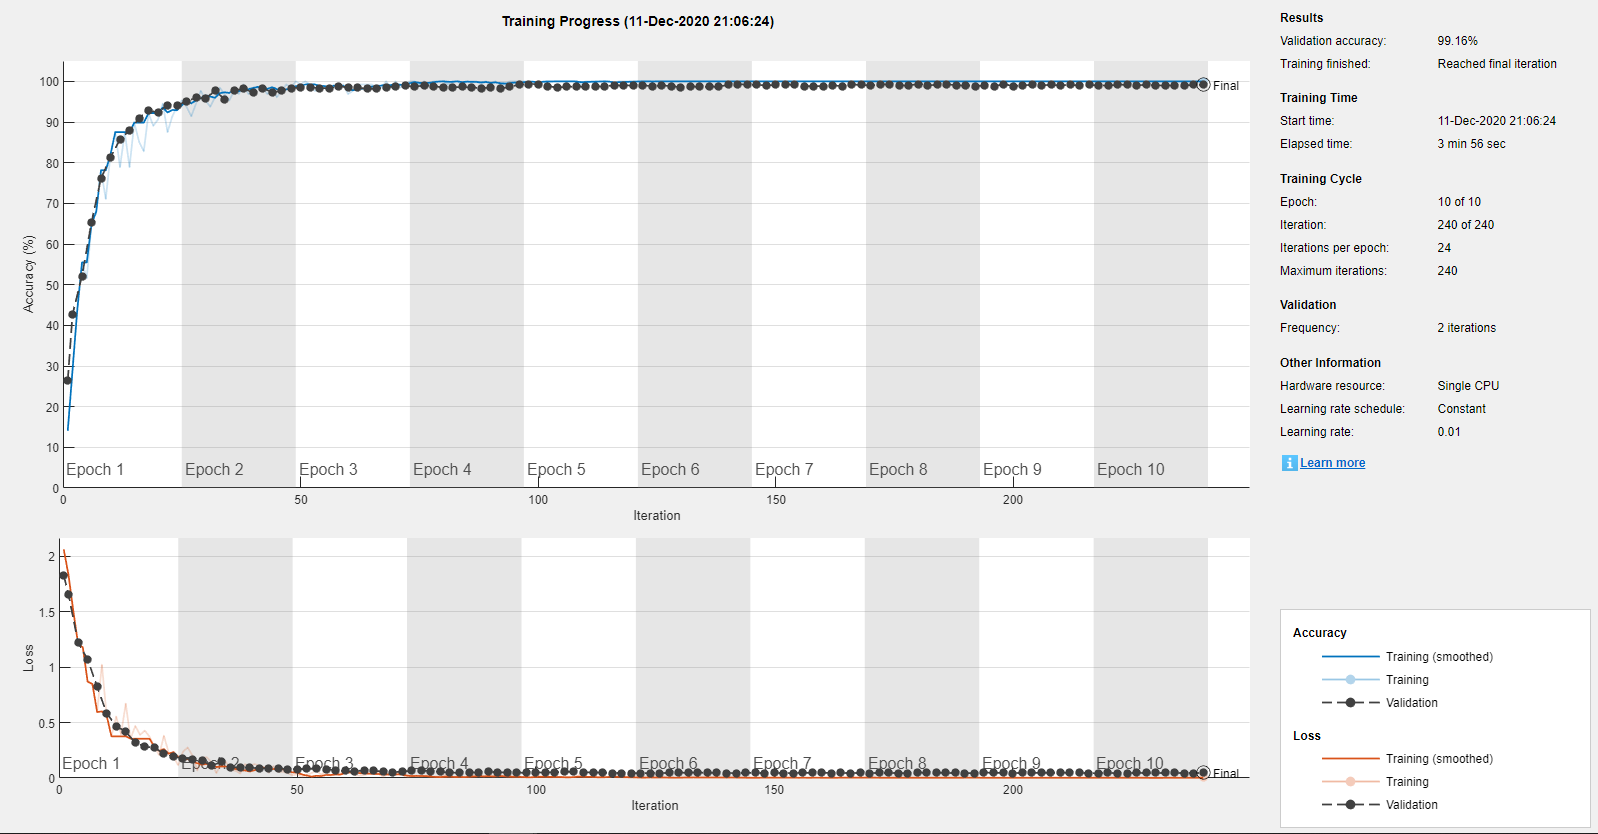 Training Progress (11-Dec-2020 21:06:24)
Accuracy (%)
100
90
80
70
60
50
40
30
20
10
0
Final
Epoch 1 Epoch 2 Epoch 3 Epoch 4 Epoch 5 Epoch 6 Epoch 7 Epoch 8 Epoch 9 Epoch 10
0 50 100 150 200
Iteration
Loss
2
1.5
1
0.5
0
Epoch 1 Epoch 2 Epoch 3 Epoch 4 Epoch 5 Epoch 6 Epoch 7 Epoch 8 Epoch 9 Epoch 10
Final
0 50 100 150 200
Iteration
Results
Validation accuracy: 99.16%
Training finished: Reached final iteration
Training Time
Start time: 11-Dec-2020 21:06:24
Elapsed time: 3 min 56 sec
Training Cycle
Epoch: 10 of 10
Iteration: 240 of 240
Iterations per epoch: 24
Maximum iterations: 240
Validation
Frequency: 2 iterations
Other Information
Hardware resource: Single CPU
Learning rate schedule: Constant
Learning rate: 0.01
i Learn more
Accuracy
Training (smoothed)
Training
Validation
Loss
Training (smoothed)
Training
Validation